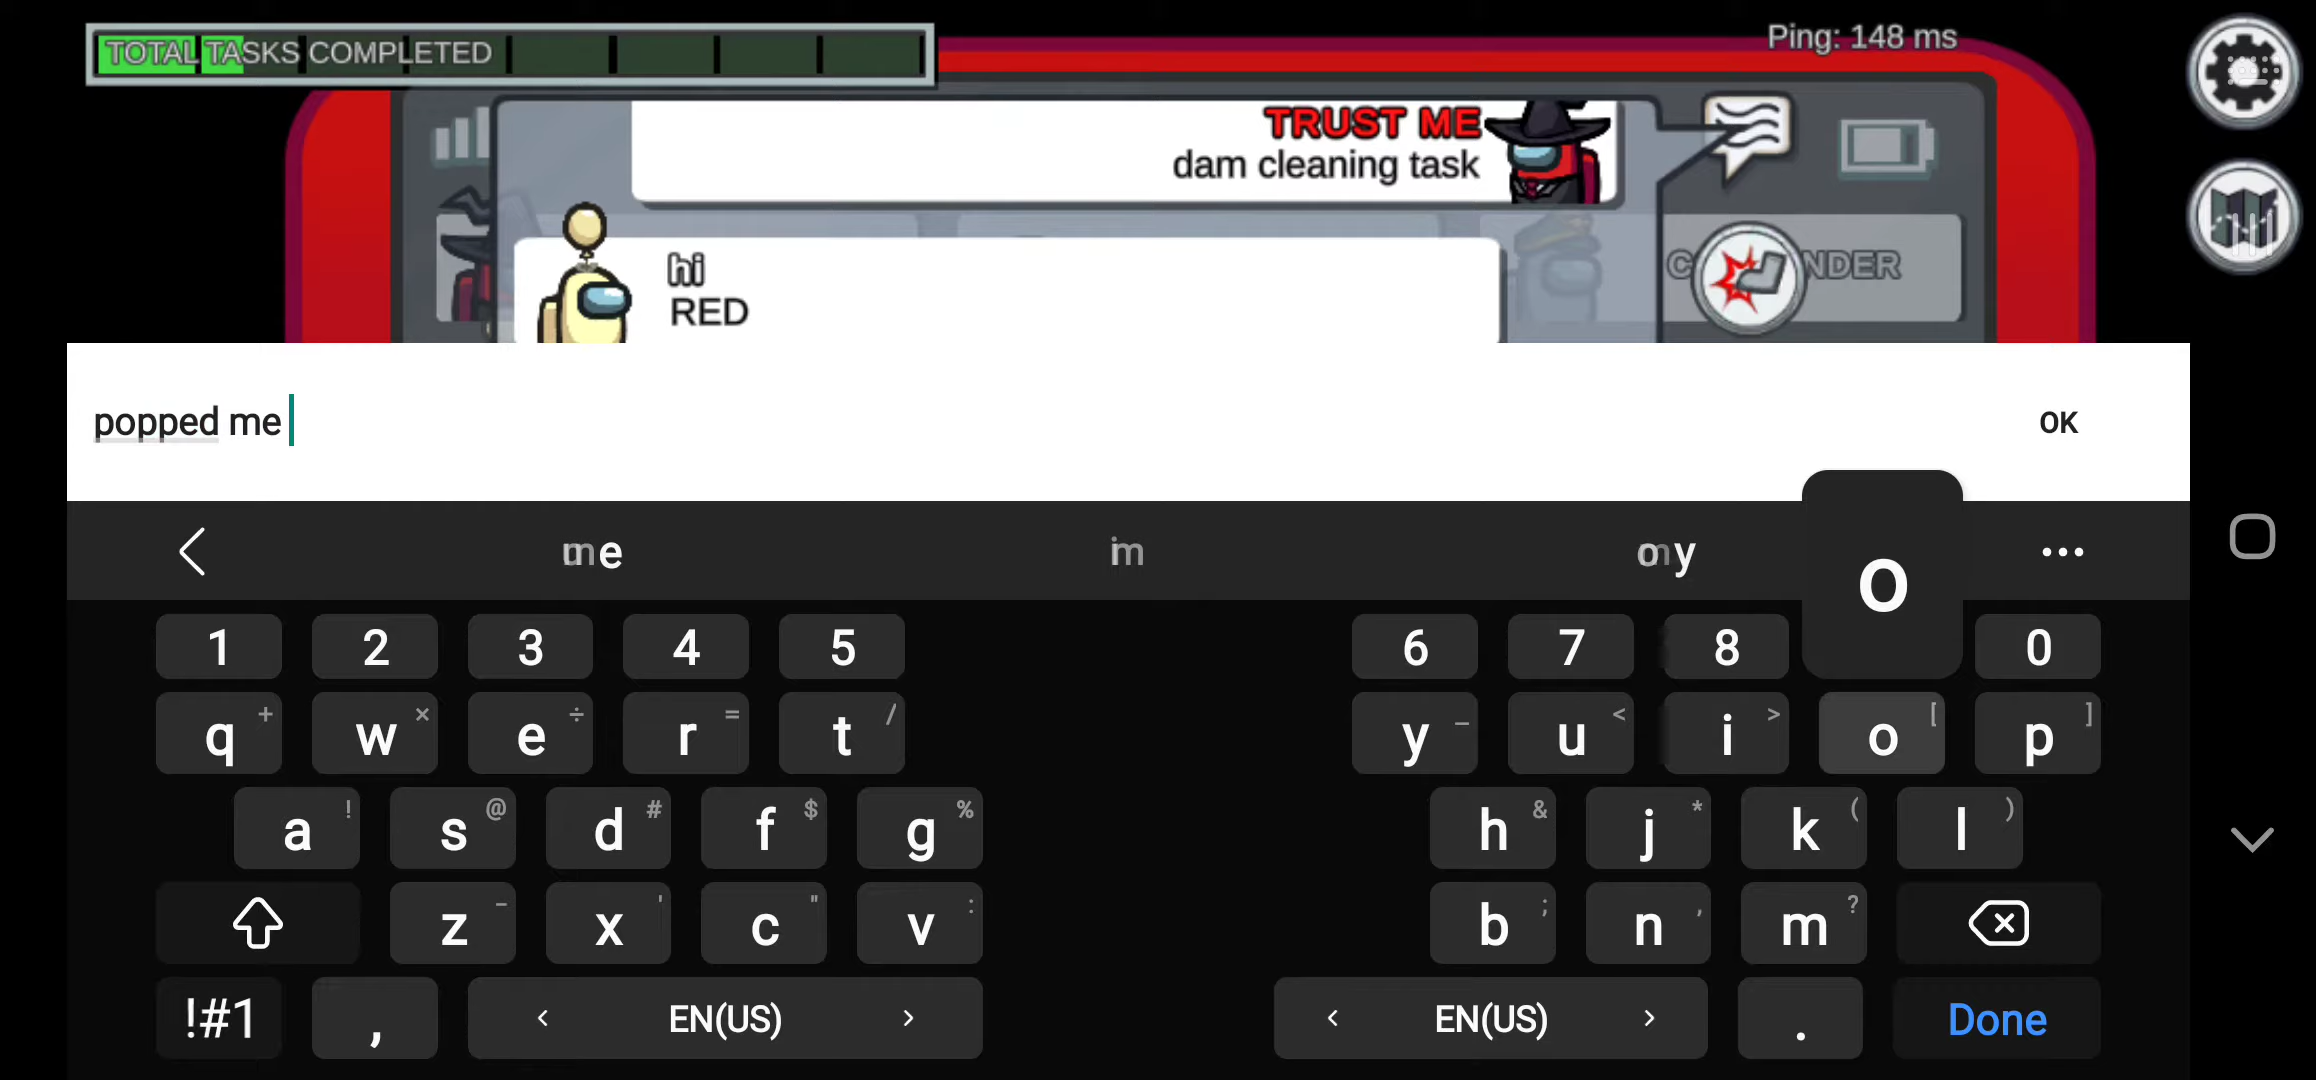 TOTAL TASKS COMPLETED
Ping: 148 ms
TRUST ME
dam cleaning task
hi
RED
NDER
popped me
OK
me
my
o
1 2 3 4 5 6 7 8 0
q + w × e ÷ r = t / y – u < i > o [ p ]
a ! s @ d # f $ g % h & j * k ( l )
z - x ' c " v : b ; n , m ?
!#1 , < EN(US) > < EN(US) > . Done